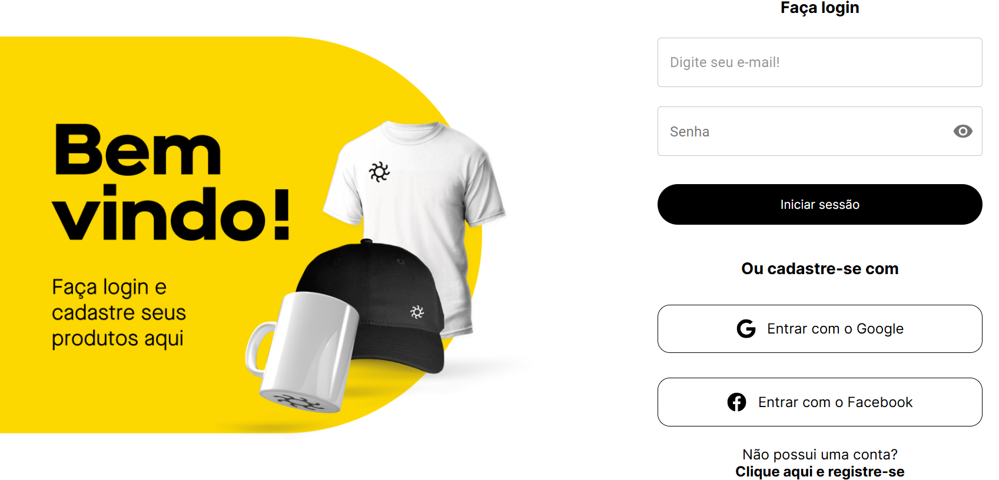 Bem
vindo!
Faça login e
cadastre seus
produtos aqui
Faça login
Digite seu e-mail!
Senha
Iniciar sessão
Ou cadastre-se com
Entrar com o Google
Entrar com o Facebook
Não possui uma conta?
Clique aqui e registre-se